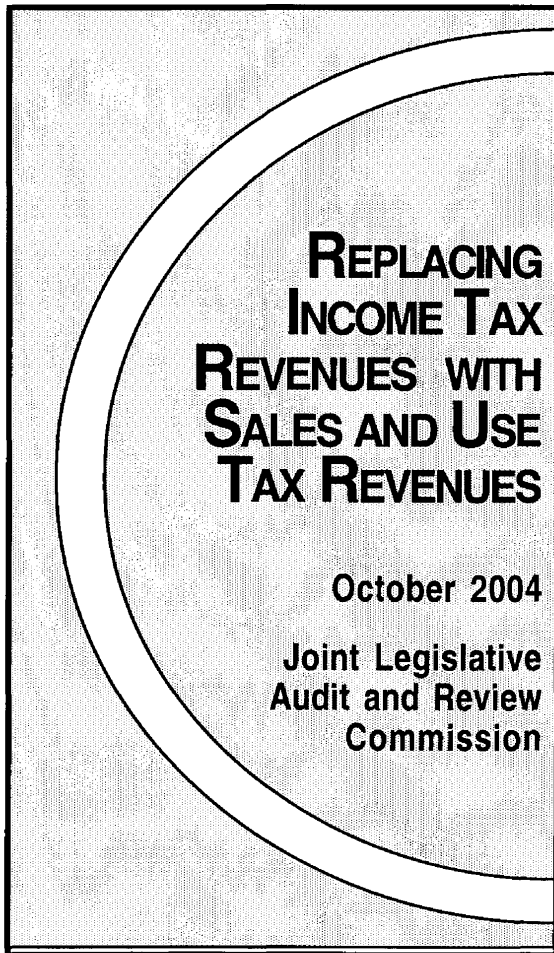 REPLACING
INCOME TAX
REVENUES WITH
SALES AND USE
TAX REVENUES
October 2004
Joint Legislative
Audit and Review
Commission